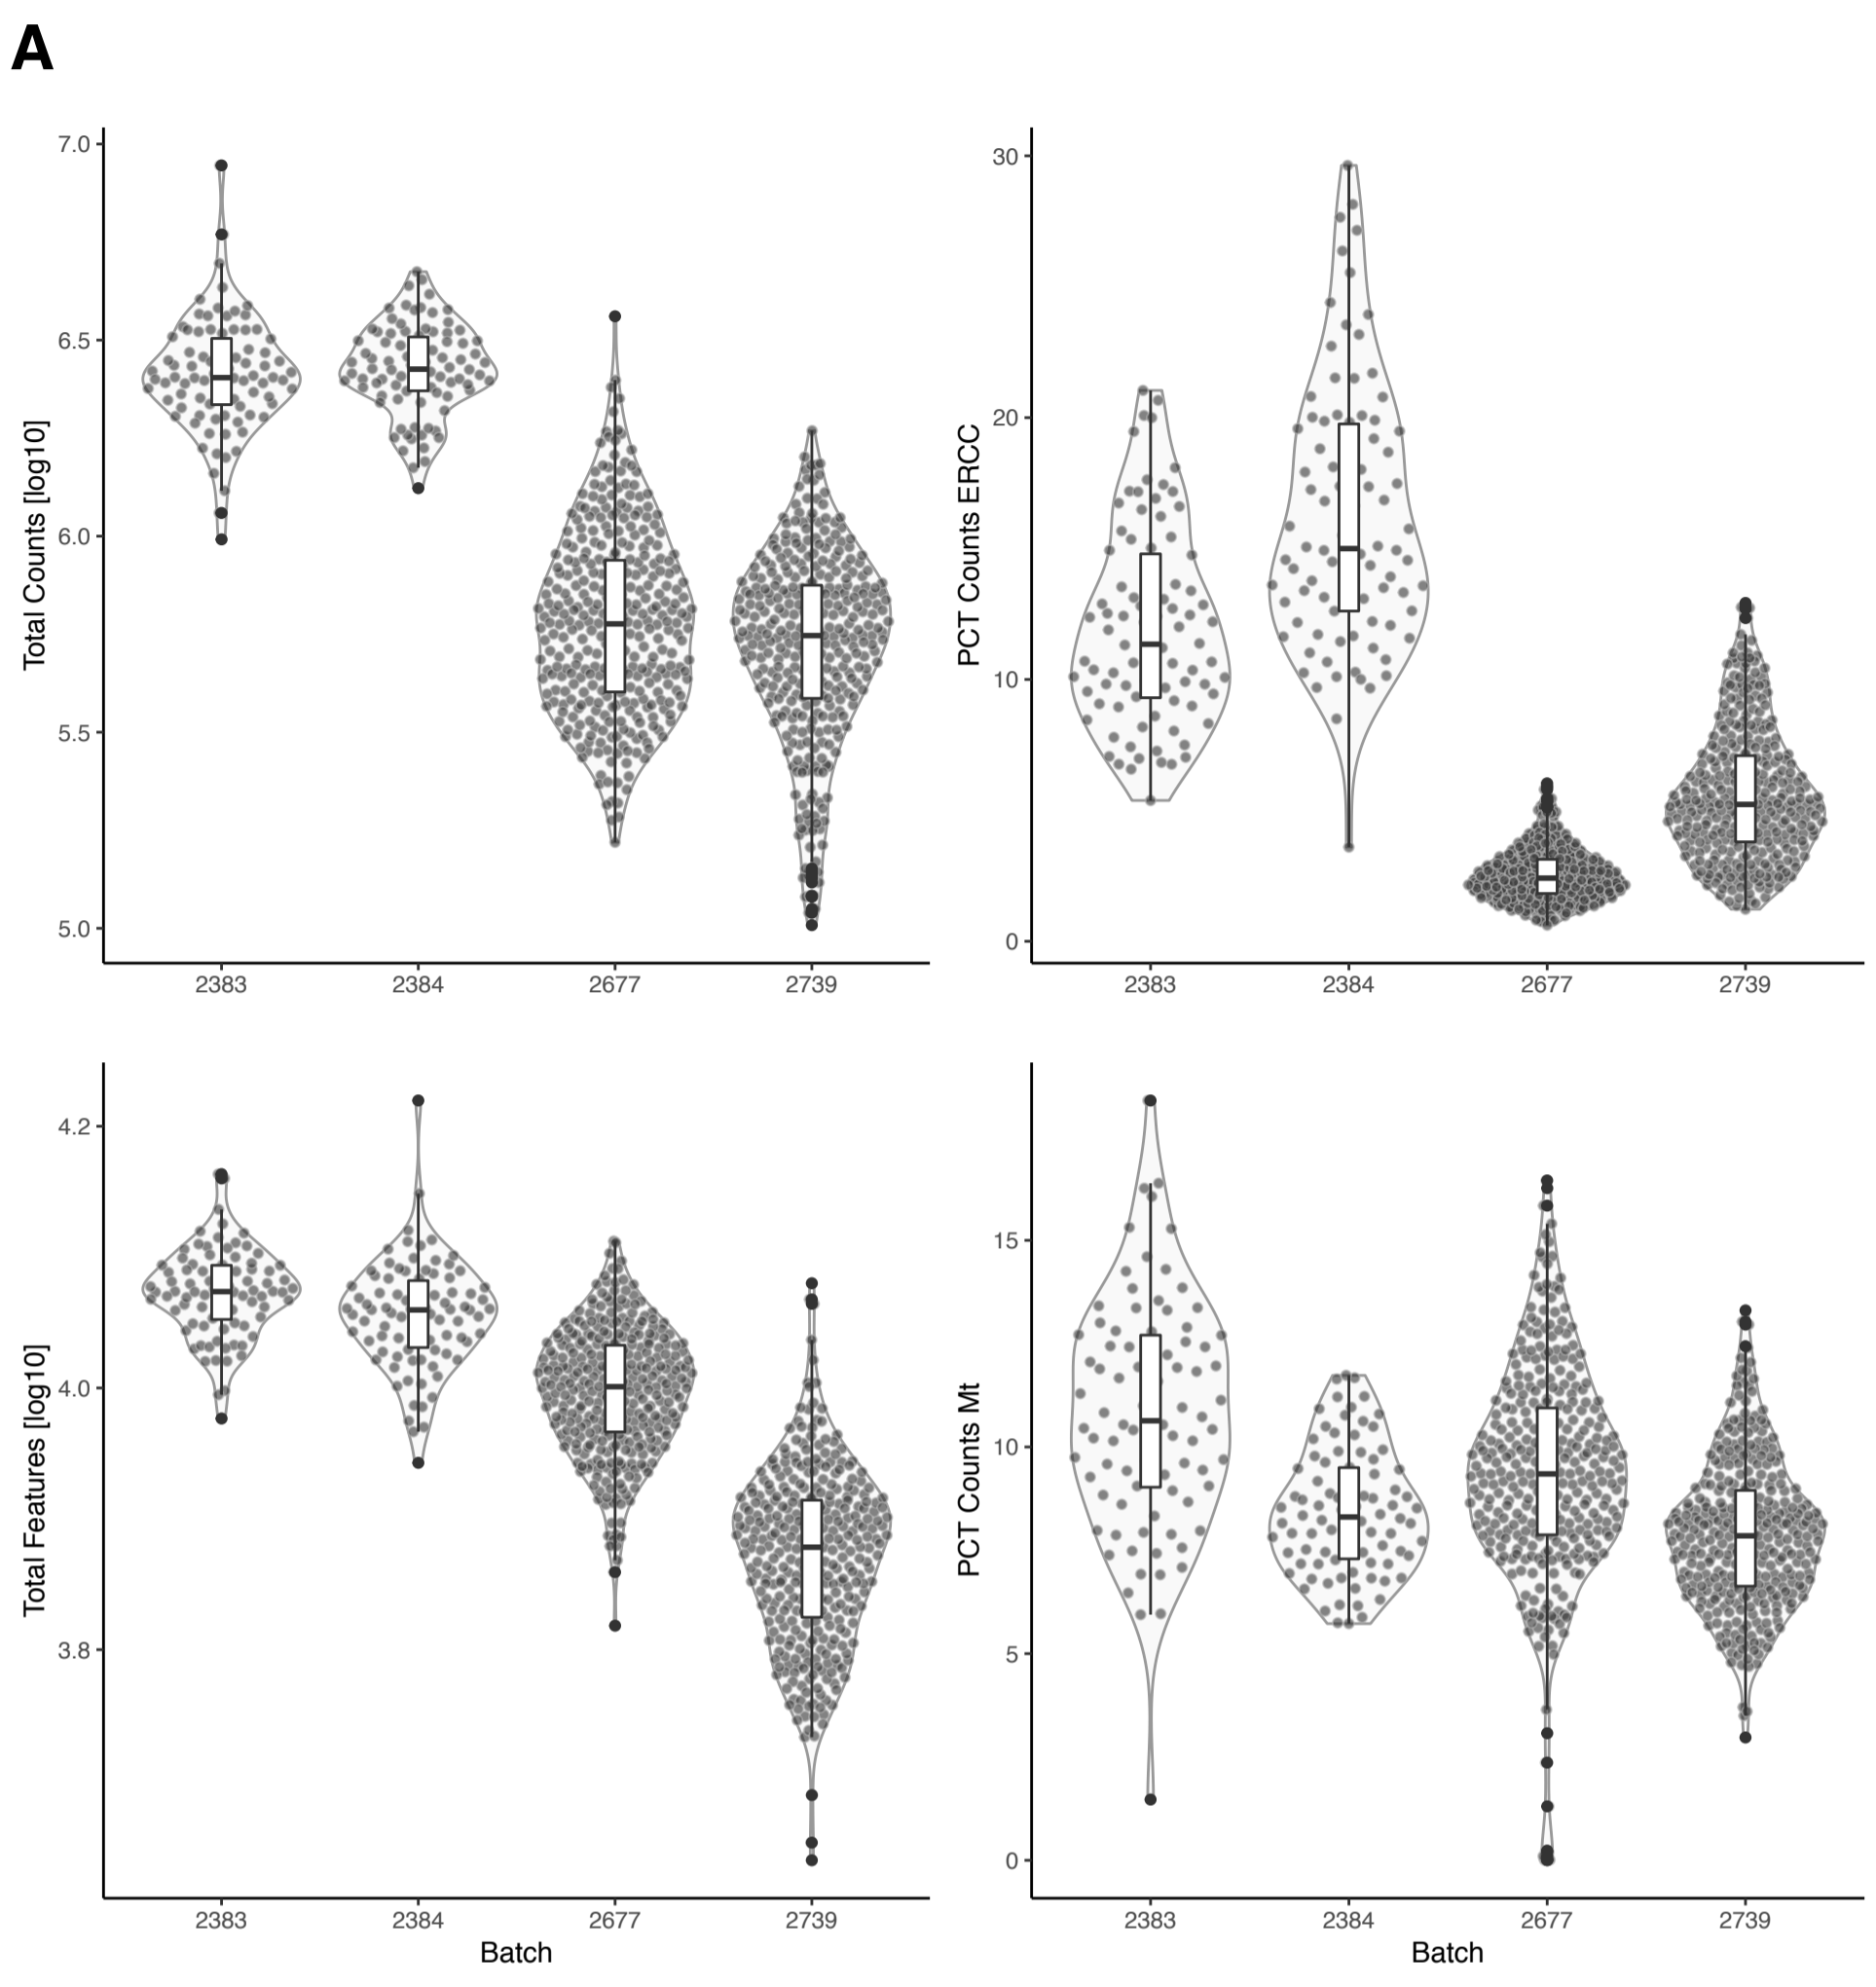 A
Total Counts [log10]
7.0
6.5
6.0
5.5
5.0
2383 2384 2677 2739
PCT Counts ERCC
30
20
10
0
2383 2384 2677 2739
Total Features [log10]
4.2
4.0
3.8
2383 2384 2677 2739
Batch
PCT Counts Mt
15
10
5
0
2383 2384 2677 2739
Batch